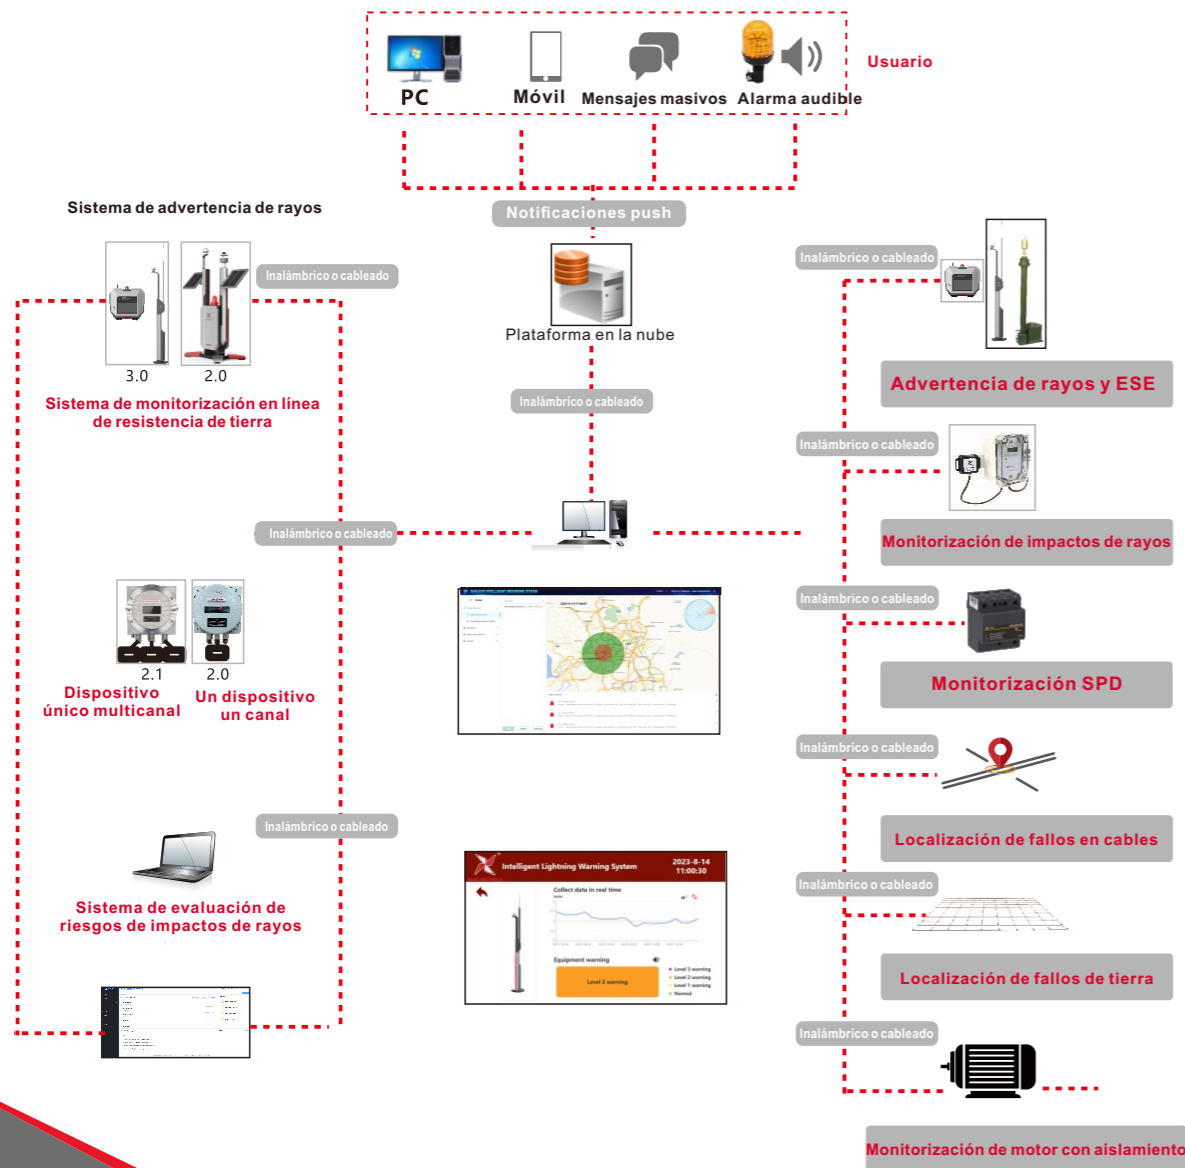 Usuario
PC
Móvil
Mensajes masivos
Alarma audible
Notificaciones push
Plataforma en la nube
Inalámbrico o cableado
Sistema de advertencia de rayos
Inalámbrico o cableado
3.0
2.0
Sistema de monitorización en línea
de resistencia de tierra
Inalámbrico o cableado
2.1
2.0
Dispositivo
único multicanal
Un dispositivo
un canal
Inalámbrico o cableado
Sistema de evaluación de
riesgos de impactos de rayos
Intelligent Lightning Warning System
2023-8-14
11:00:30
Collect data in real time
Equipment warning
Level 2 warning
Level 3 warning
Level 2 warning
Level 1 warning
Normal
Inalámbrico o cableado
Advertencia de rayos y ESE
Inalámbrico o cableado
Monitorización de impactos de rayos
Inalámbrico o cableado
Monitorización SPD
Inalámbrico o cableado
Localización de fallos en cables
Inalámbrico o cableado
Localización de fallos de tierra
Inalámbrico o cableado
Monitorización de motor con aislamiento